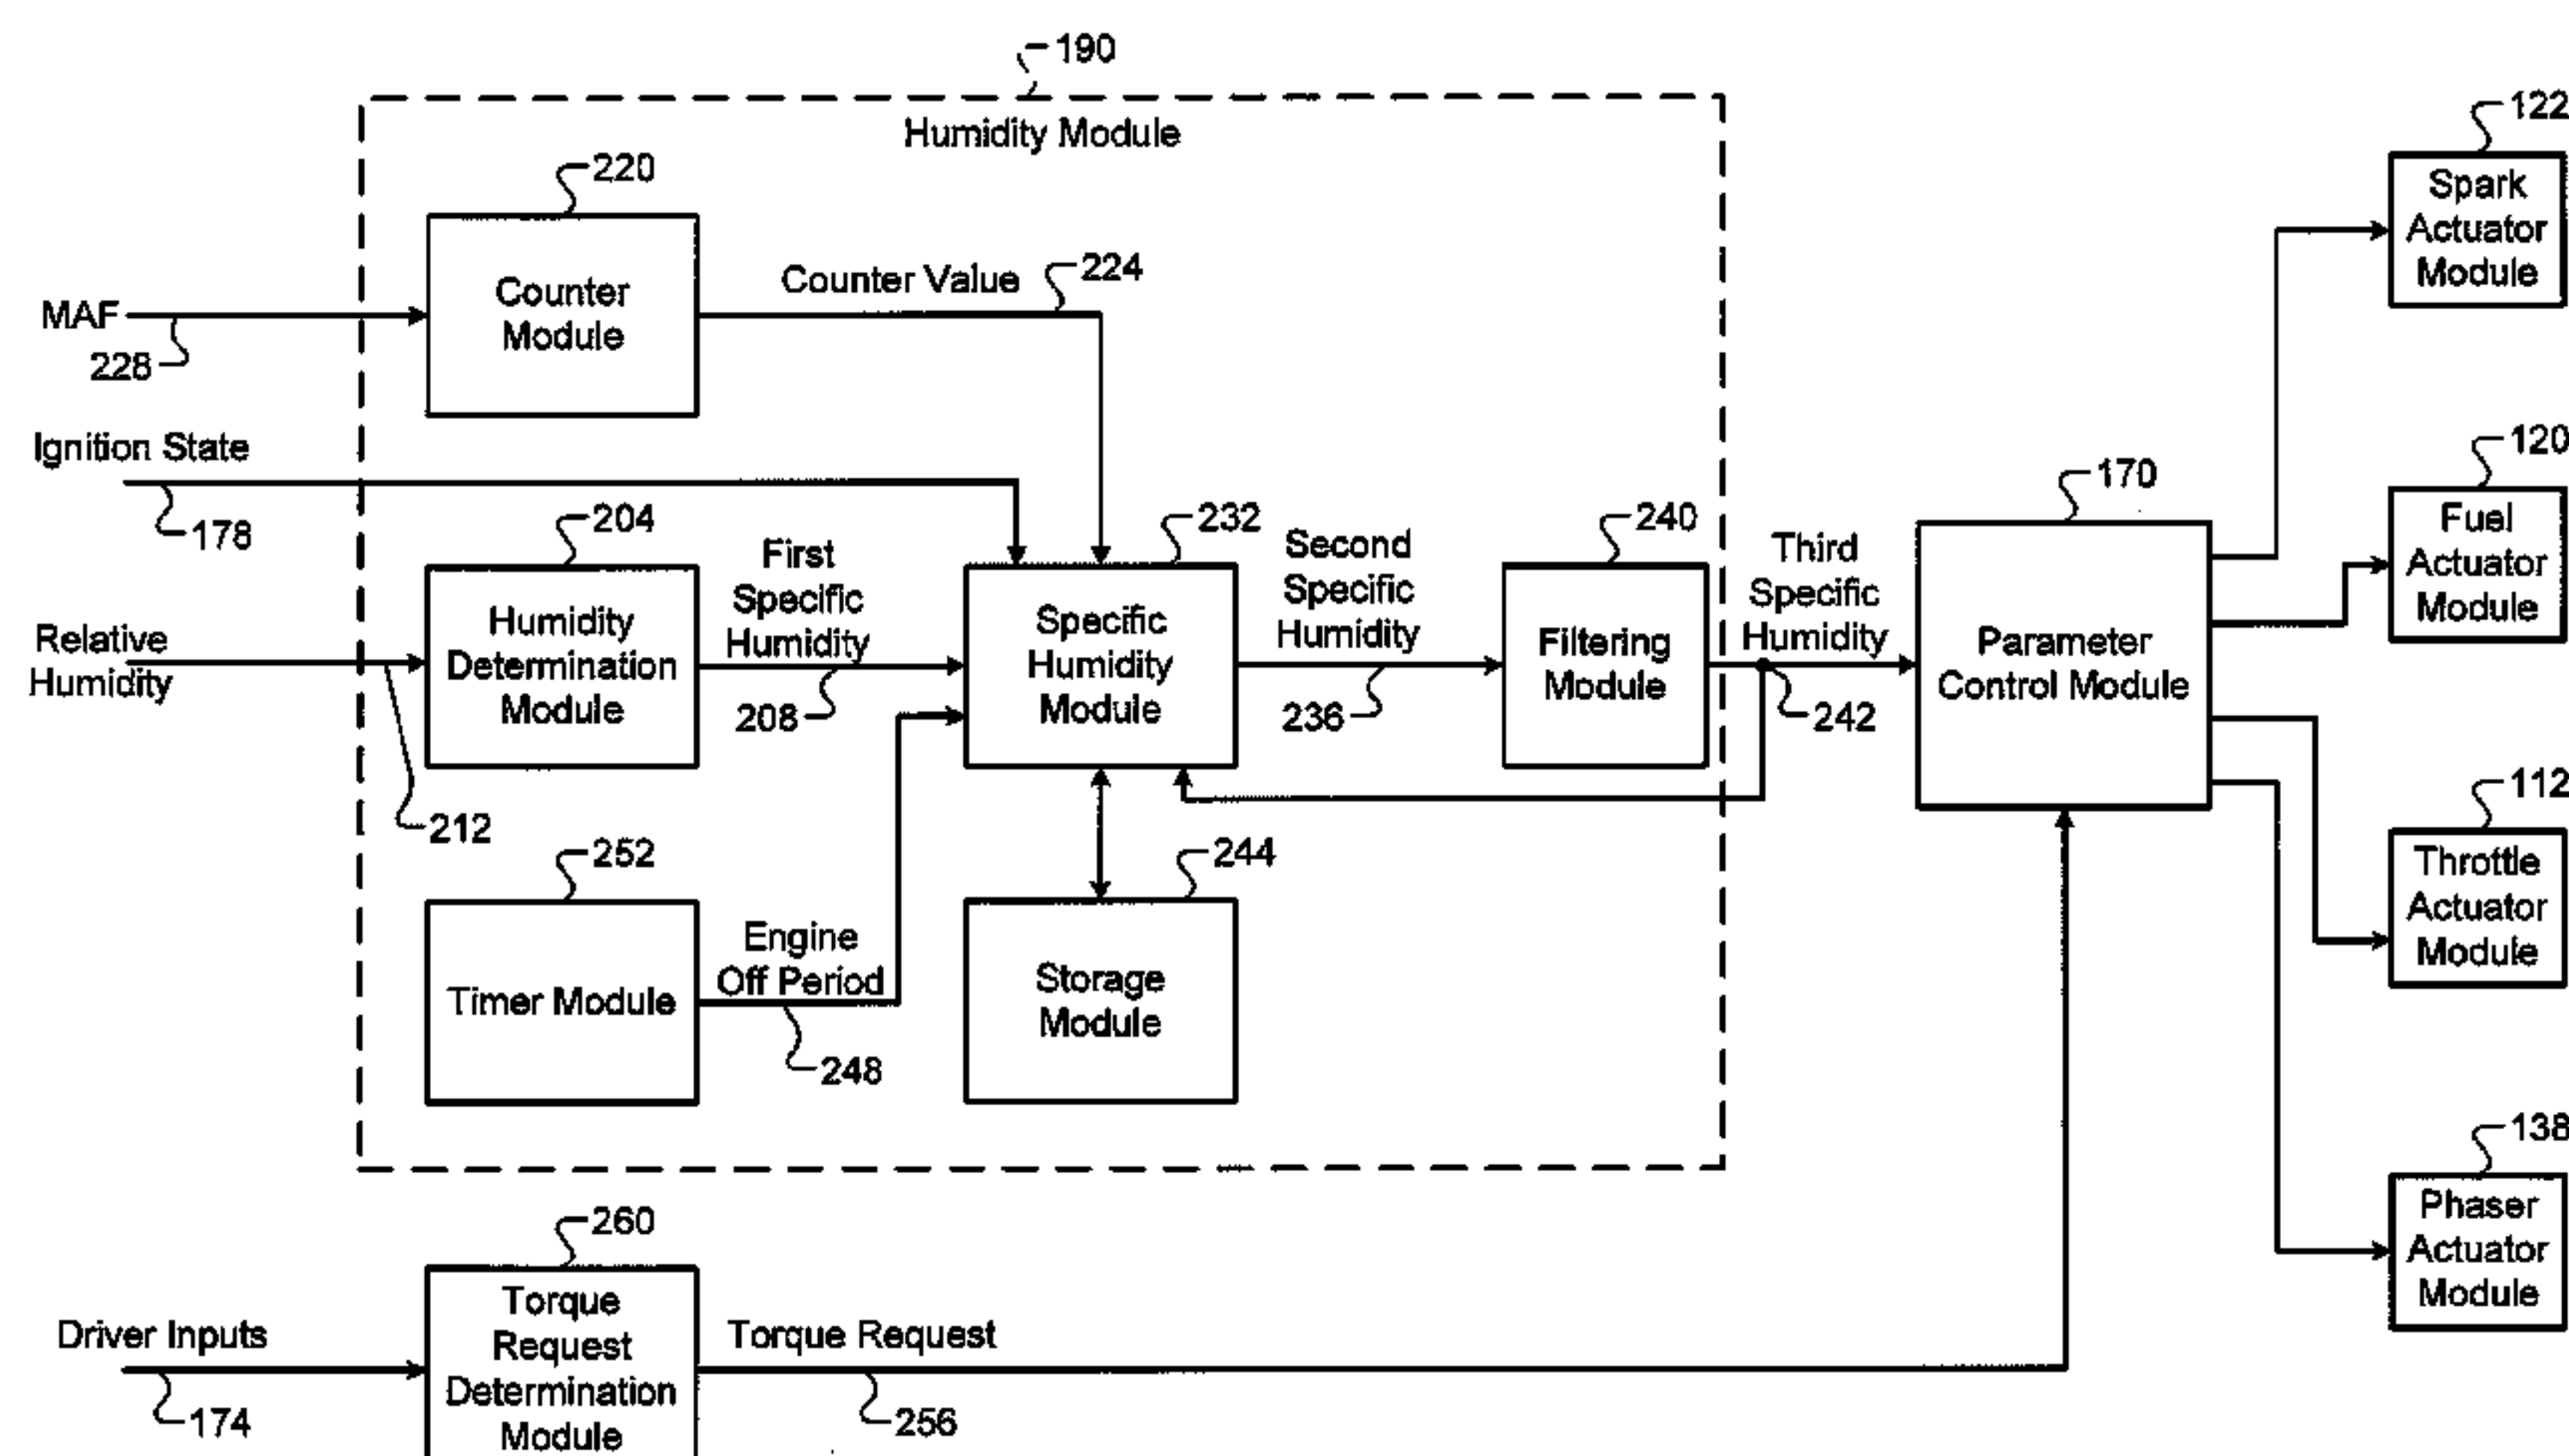 190
Humidity Module
122
Spark
Actuator
Module
220
Counter
Module
Counter Value
224
MAF
228
Ignition State
178
204
Humidity
Determination
Module
First
Specific
Humidity
208
232
Specific
Humidity
Module
Second
Specific
Humidity
236
240
Filtering
Module
Third
Specific
Humidity
242
170
Parameter
Control Module
120
Fuel
Actuator
Module
Relative
Humidity
212
252
Timer Module
Engine
Off Period
248
244
Storage
Module
112
Throttle
Actuator
Module
138
Phaser
Actuator
Module
260
Torque
Request
Determination
Module
Driver Inputs
174
Torque Request
256